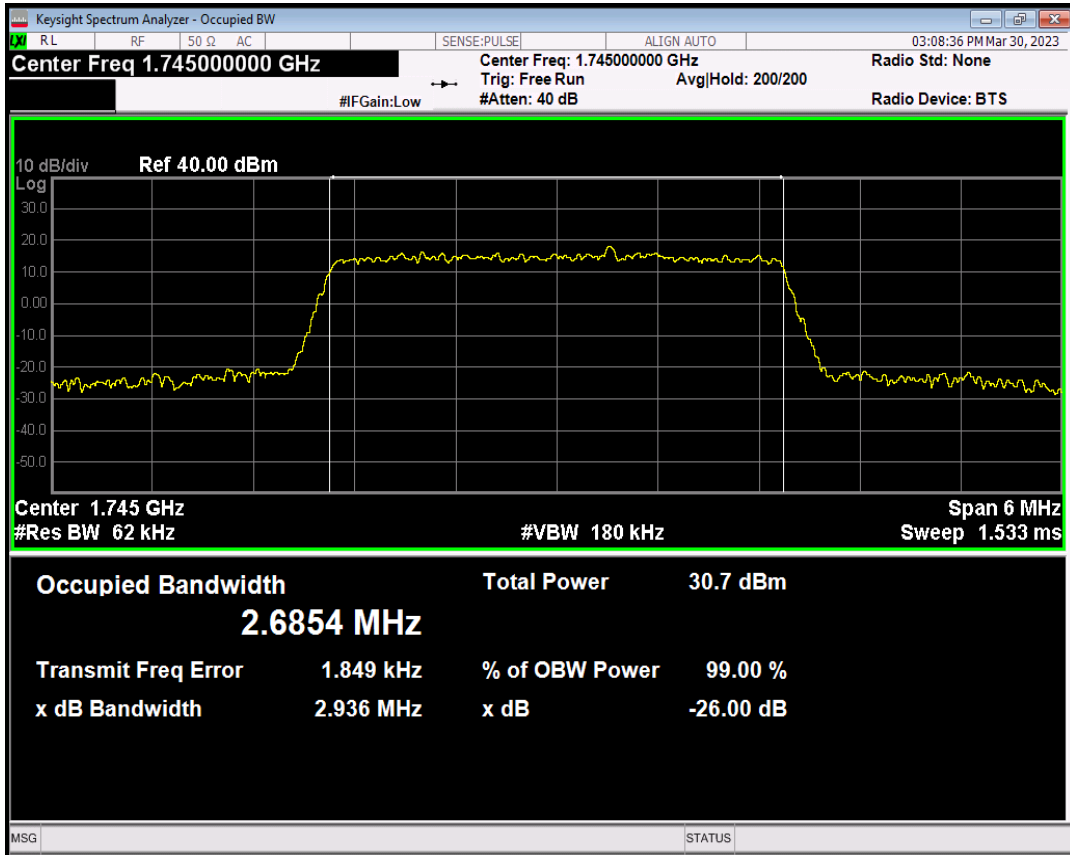 Keysight Spectrum Analyzer - Occupied BW
LXI RL RF 50 Ω AC SENSE:PULSE ALIGN AUTO 03:08:36 PM Mar 30, 2023
Center Freq 1.745000000 GHz Center Freq: 1.745000000 GHz Radio Std: None
Trig: Free Run Avg|Hold: 200/200
#IFGain:Low #Atten: 40 dB Radio Device: BTS
10 dB/div Ref 40.00 dBm
Log
30.0
20.0
10.0
0.00
-10.0
-20.0
-30.0
-40.0
-50.0
Center 1.745 GHz Span 6 MHz
#Res BW 62 kHz #VBW 180 kHz Sweep 1.533 ms
Occupied Bandwidth Total Power 30.7 dBm
2.6854 MHz
Transmit Freq Error 1.849 kHz % of OBW Power 99.00 %
x dB Bandwidth 2.936 MHz x dB -26.00 dB
MSG STATUS